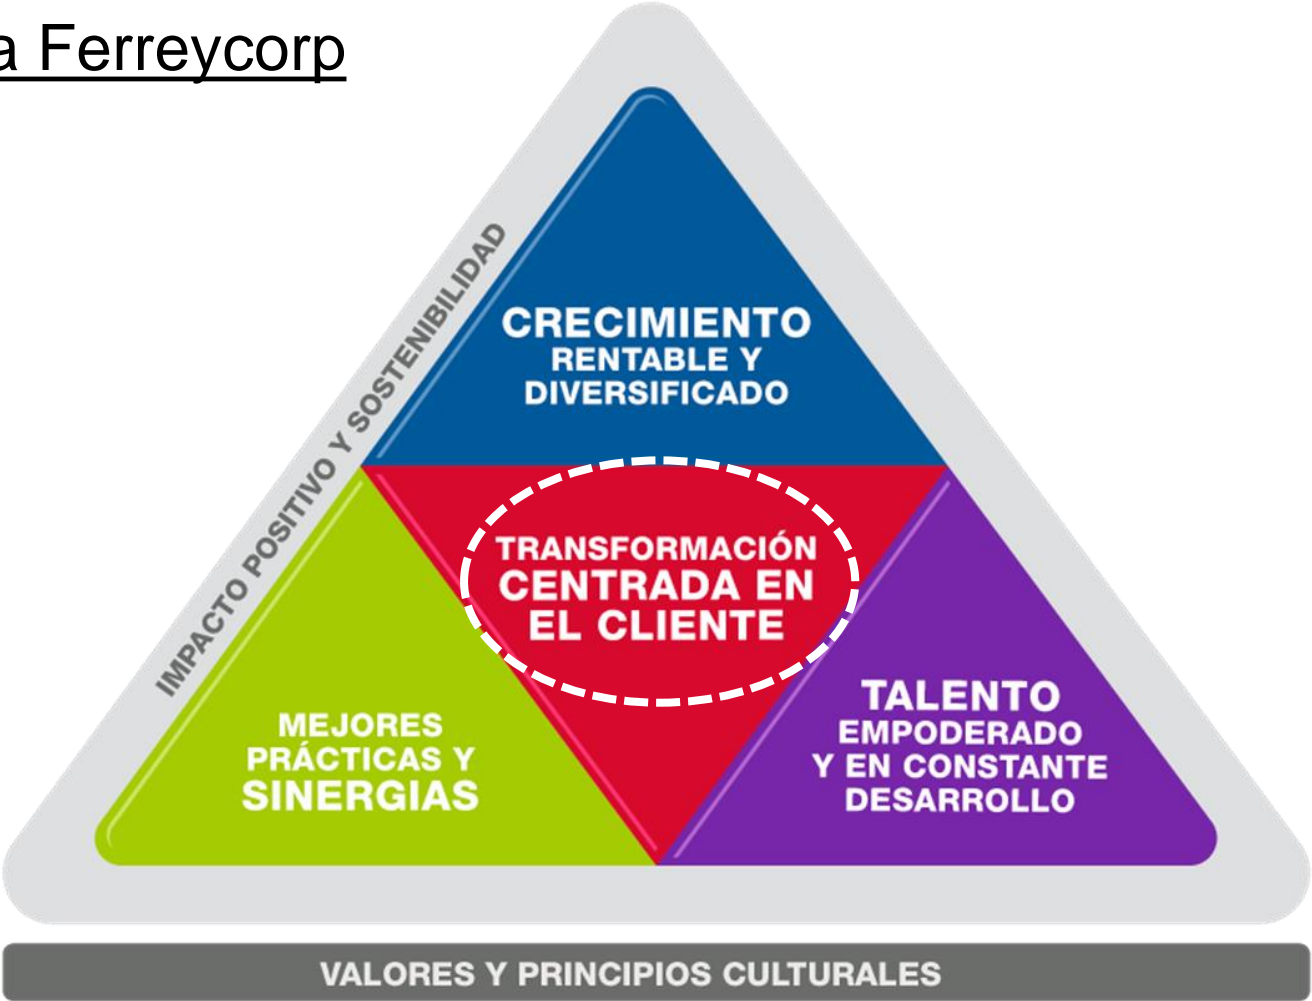 a Ferreycorp
IMPACTO POSITIVO Y SOSTENIBILIDAD
CRECIMIENTO
RENTABLE Y
DIVERSIFICADO
TRANSFORMACIÓN
CENTRADA EN
EL CLIENTE
MEJORES
PRÁCTICAS Y
SINERGIAS
TALENTO
EMPODERADO
Y EN CONSTANTE
DESARROLLO
VALORES Y PRINCIPIOS CULTURALES